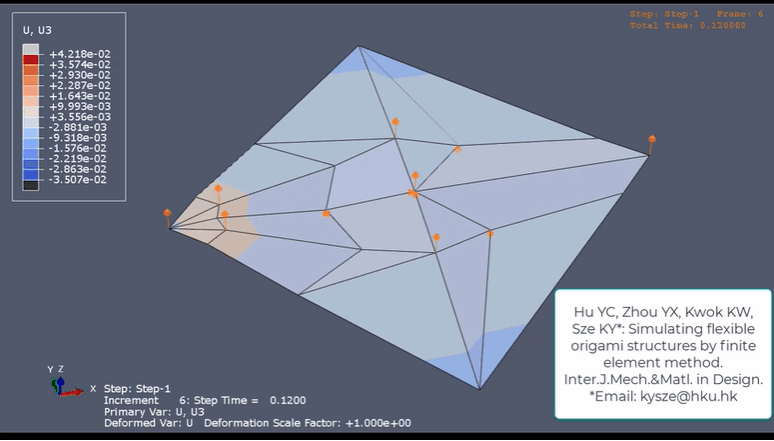 Step: Step-1 Frame: 6
Total Time: 0.120000
U, U3
+4.218e-02
+3.574e-02
+2.930e-02
+2.287e-02
+1.643e-02
+9.993e-03
+3.556e-03
-2.881e-03
-9.318e-03
-1.576e-02
-2.219e-02
-2.863e-02
-3.507e-02
Hu YC, Zhou YX, Kwok KW,
Sze KY*: Simulating flexible
origami structures by finite
element method.
Inter.J.Mech.&Matl. in Design.
*Email: kysze@hku.hk
Y Z
X
Step: Step-1
Increment 6: Step Time = 0.1200
Primary Var: U, U3
Deformed Var: U Deformation Scale Factor: +1.000e+00